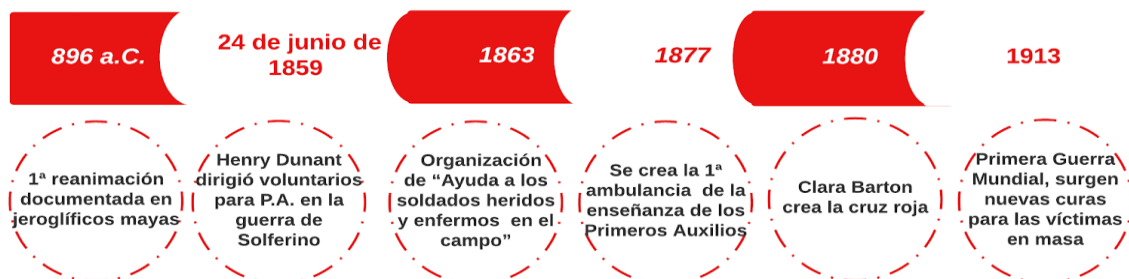 896 a.C.
24 de junio de
1859
1863
1877
1880
1913
1ª reanimación
documentada en
jeroglíficos mayas
Henry Dunant
dirigió voluntarios
para P.A. en la
guerra de
Solferino
Organización
de “Ayuda a los
soldados heridos
y enfermos en el
campo”
Se crea la 1ª
ambulancia de la
enseñanza de los
Primeros Auxilios
Clara Barton
crea la cruz roja
Primera Guerra
Mundial, surgen
nuevas curas
para las víctimas
en masa